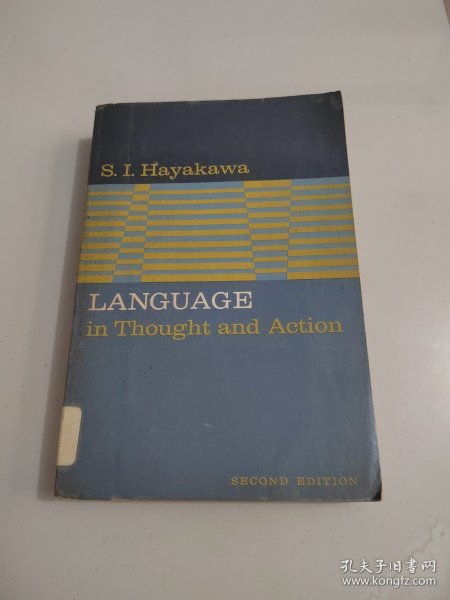 S. I. Hayakawa
LANGUAGE
in Thought and Action
SECOND EDITION
孔夫子旧书网
www.kongfz.com